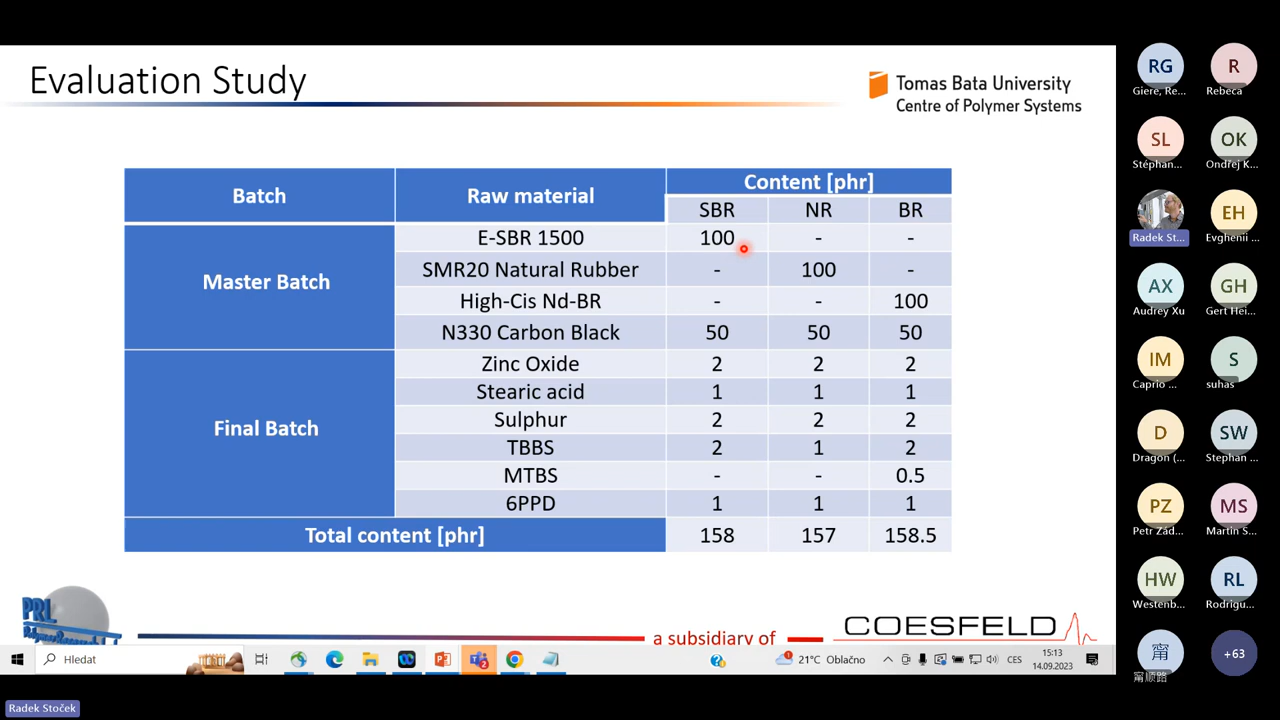 Evaluation Study
Tomas Bata University
Centre of Polymer Systems
Batch Raw material Content [phr]
SBR NR BR
Master Batch
E-SBR 1500 100 - -
SMR20 Natural Rubber - 100 -
High-Cis Nd-BR - - 100
N330 Carbon Black 50 50 50
Final Batch
Zinc Oxide 2 2 2
Stearic acid 1 1 1
Sulphur 2 2 2
TBBS 2 1 2
MTBS - - 0.5
6PPD 1 1 1
Total content [phr] 158 157 158.5
PRL
a subsidiary of
COESFELD
Hledat
21°C Oblačno
CES
15:13
14.09.2023
RG
Giere, Re...
R
Rebeca
SL
Stéphan...
OK
Ondřej K...
Radek St...
EH
Evghenii ...
AX
Audrey Xu
GH
Gert Hei...
IM
Caprio ...
S
suhas
D
Dragon (...
SW
Stephan ...
PZ
Petr Zád...
MS
Martin S...
HW
Westenb...
RL
Rodrigu...
甯
甯顺路
+63
Radek Stoček